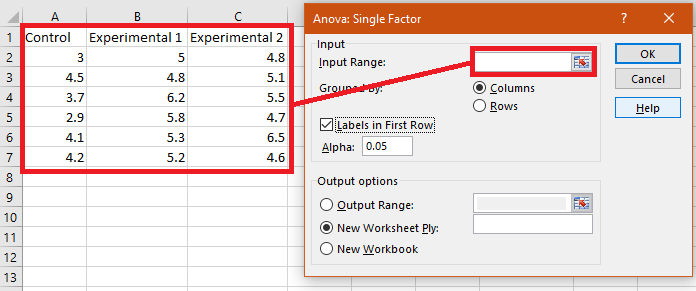 A B C D E
1 Control Experimental 1 Experimental 2
2 3 5 4.8
3 4.5 4.8 5.1
4 3.7 6.2 5.5
5 2.9 5.8 4.7
6 4.1 5.3 6.5
7 4.2 5.2 4.6
8
9
10
11
12
13
Anova: Single Factor ? ×
Input
Input Range:
Grouped By: Columns
Rows
Labels in First Row
Alpha: 0.05
OK
Cancel
Help
Output options
Output Range:
New Worksheet Ply:
New Workbook